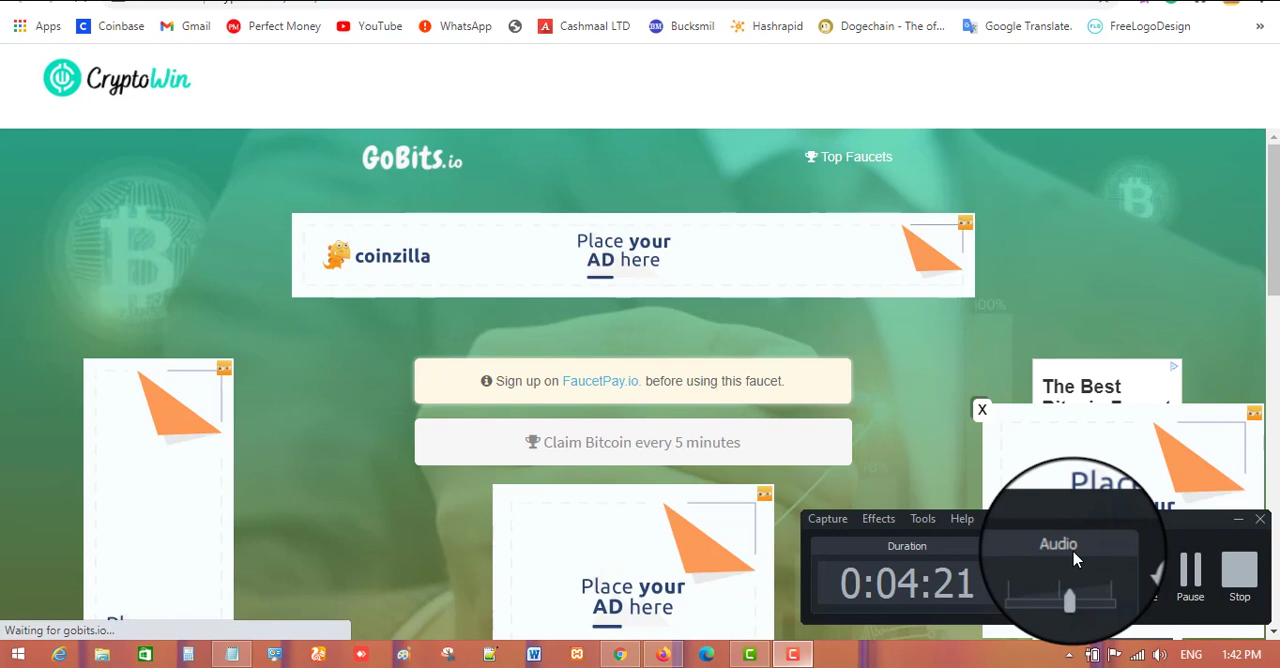 Apps
Coinbase
Gmail
Perfect Money
YouTube
WhatsApp
Cashmaal LTD
Bucksmil
Hashrapid
Dogechain - The of...
Google Translate.
FreeLogoDesign
»
CryptoWin
GoBits.io
Top Faucets
coinzilla
Place your
AD here
100%
Sign up on FaucetPay.io. before using this faucet.
Claim Bitcoin every 5 minutes
The Best
X
Place your
AD here
Capture
Effects
Tools
Help
Duration
0:04:21
Audio
Pause
Stop
Waiting for gobits.io...
ENG
1:42 PM